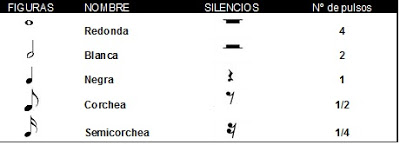 FIGURAS NOMBRE SILENCIOS Nº de pulsos
Redonda 4
Blanca 2
Negra 1
Corchea 1/2
Semicorchea 1/4